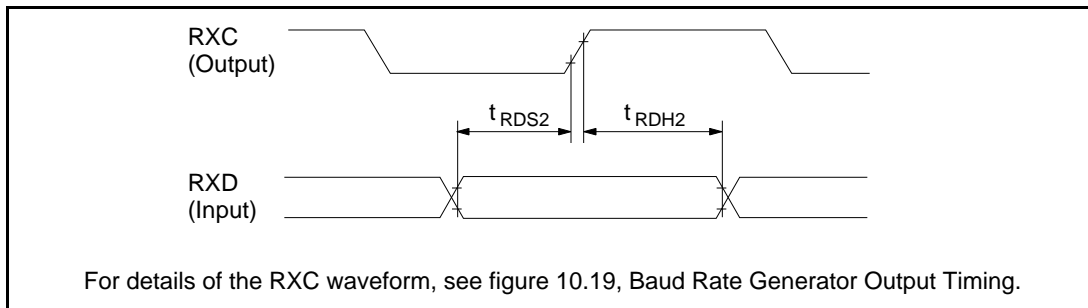 RXC
(Output)
t RDS2
t RDH2
RXD
(Input)
For details of the RXC waveform, see figure 10.19, Baud Rate Generator Output Timing.